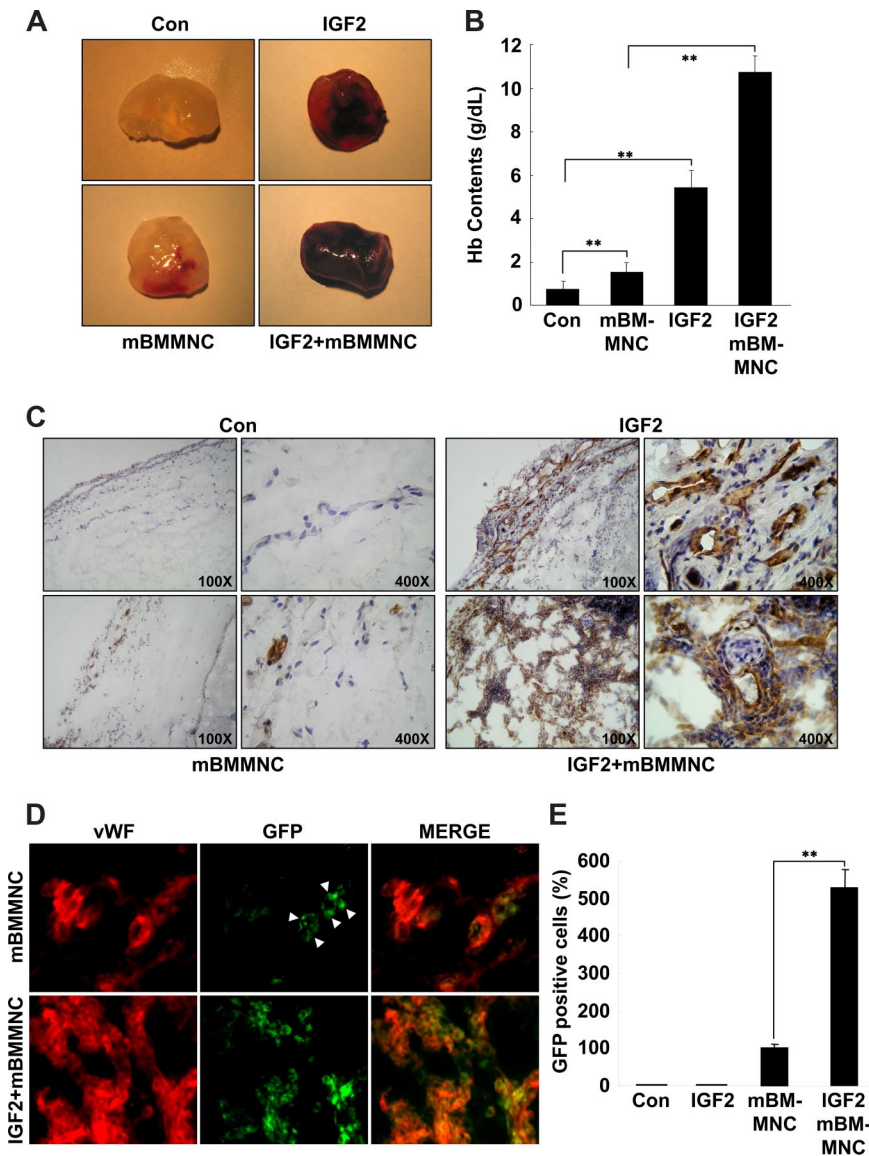 A
Con
IGF2
mBMMNC
IGF2+mBMMNC
B
Hb Contents (g/dL)
12
10
8
6
4
2
0
**
**
**
Con
mBM-
MNC
IGF2
IGF2
mBM-
MNC
C
Con
IGF2
100X
400X
100X
400X
100X
400X
100X
400X
mBMMNC
IGF2+mBMMNC
D
vWF
GFP
MERGE
mBMMNC
IGF2+mBMMNC
E
GFP positive cells (%)
600
500
400
300
200
100
0
**
Con
IGF2
mBM-
MNC
IGF2
mBM-
MNC